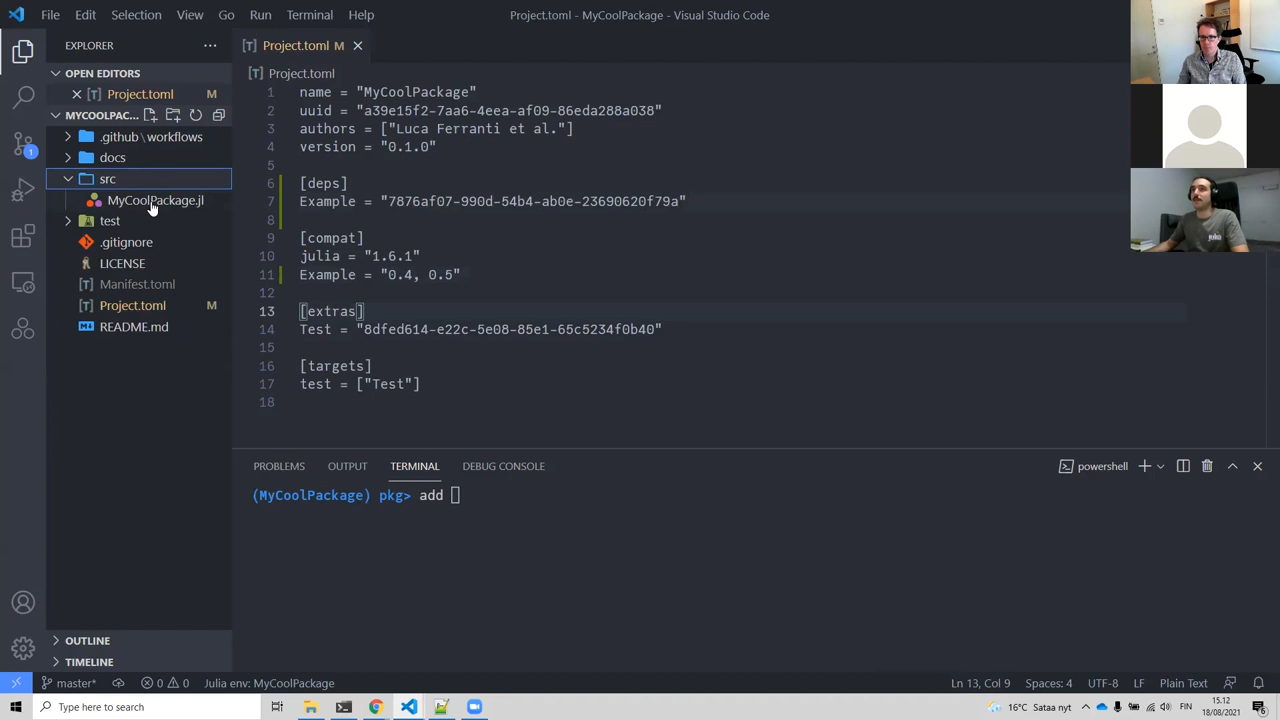 File Edit Selection View Go Run Terminal Help
Project.toml - MyCoolPackage - Visual Studio Code
EXPLORER
OPEN EDITORS
Project.toml M
MYCOOLPAC...
.github \ workflows
docs
src
MyCoolPackage.jl
test
.gitignore
LICENSE
Manifest.toml
Project.toml M
README.md
OUTLINE
TIMELINE
Project.toml M
Project.toml
1 name = "MyCoolPackage"
2 uuid = "a39e15f2-7aa6-4eea-af09-86eda288a038"
3 authors = ["Luca Ferranti et al."]
4 version = "0.1.0"
5
6 [deps]
7 Example = "7876af07-990d-54b4-ab0e-23690620f79a"
8
9 [compat]
10 julia = "1.6.1"
11 Example = "0.4, 0.5"
12
13 [extras]
14 Test = "8dfed614-e22c-5e08-85e1-65c5234f0b40"
15
16 [targets]
17 test = ["Test"]
18
PROBLEMS OUTPUT TERMINAL DEBUG CONSOLE
powershell
(MyCoolPackage) pkg> add
1
master* 0 0 Julia env: MyCoolPackage
Ln 13, Col 9 Spaces: 4 UTF-8 LF Plain Text
Type here to search
16°C Sataa nyt FIN
15.12
18/08/2021
6